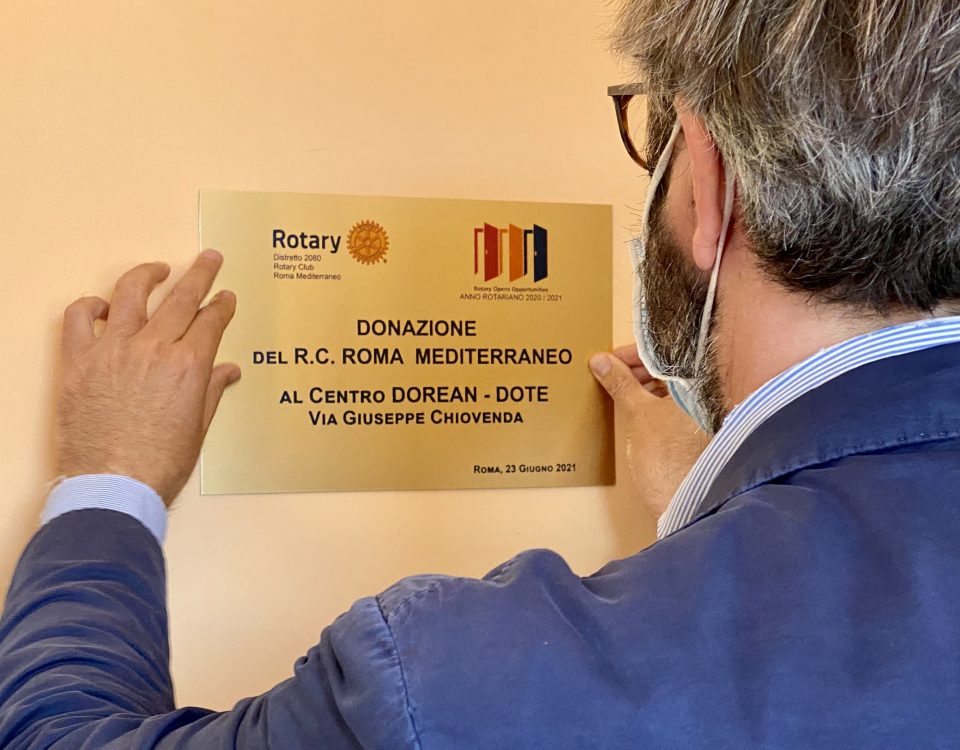 Rotary
Distretto 2080
Rotary Club
Roma Mediterraneo
Rotary Opens Opportunities
ANNO ROTARIANO 2020 / 2021
DONAZIONE
DEL R.C. ROMA MEDITERRANEO
AL CENTRO DOREAN - DOTE
VIA GIUSEPPE CHIOVENDA
ROMA, 23 GIUGNO 2021